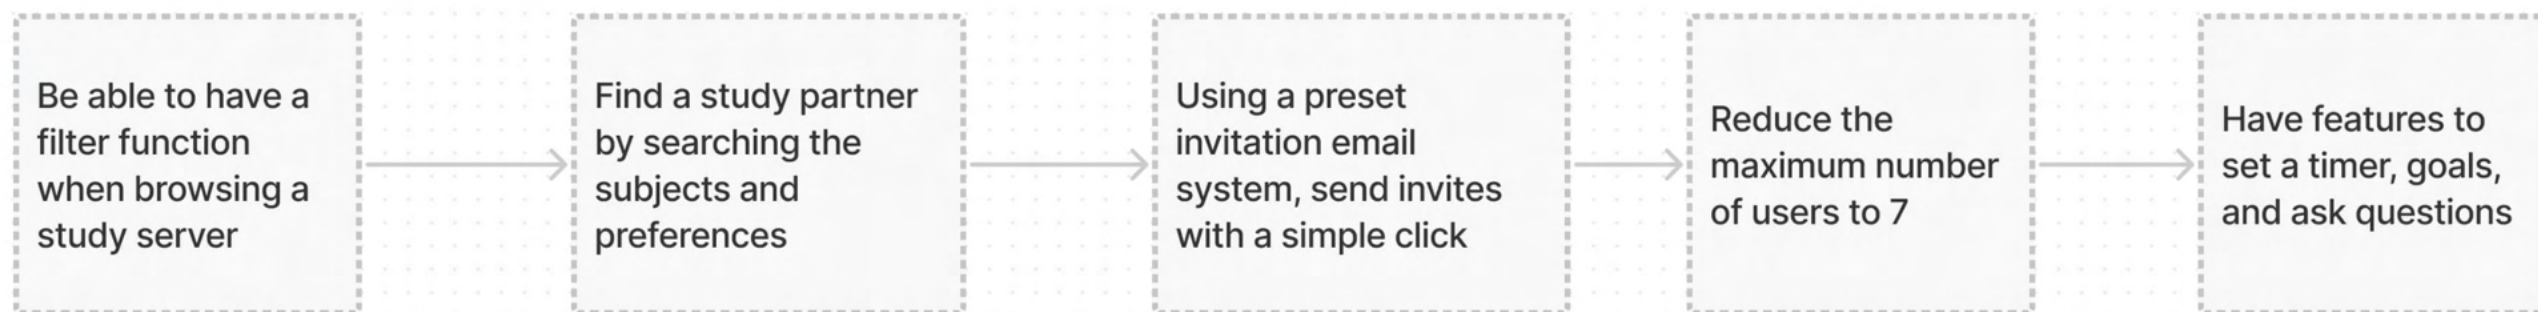 Be able to have a
filter function
when browsing a
study server
Find a study partner
by searching the
subjects and
preferences
Using a preset
invitation email
system, send invites
with a simple click
Reduce the
maximum number
of users to 7
Have features to
set a timer, goals,
and ask questions